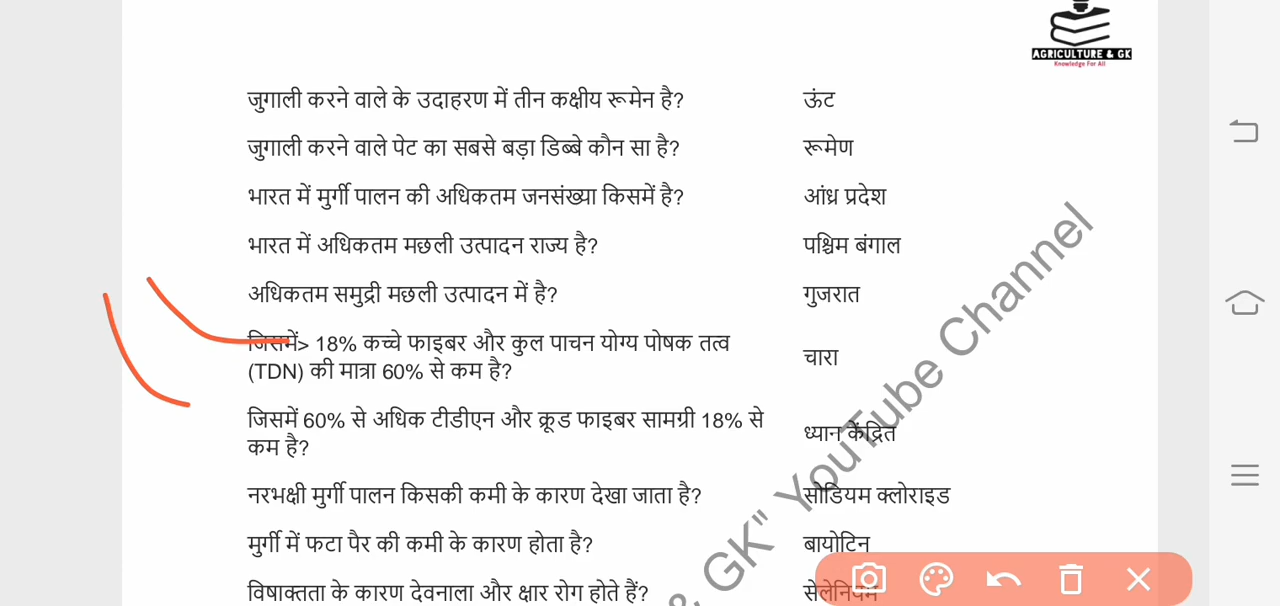 AGRICULTURE & GK
Knowledge For All
जुगाली करने वाले के उदाहरण में तीन कक्षीय रूमेन है? ऊंट
जुगाली करने वाले पेट का सबसे बड़ा डिब्बे कौन सा है? रूमेण
भारत में मुर्गी पालन की अधिकतम जनसंख्या किसमें है? आंध्र प्रदेश
भारत में अधिकतम मछली उत्पादन राज्य है? पश्चिम बंगाल
अधिकतम समुद्री मछली उत्पादन में है? गुजरात
जिसमें> 18% कच्चे फाइबर और कुल पाचन योग्य पोषक तत्व
(TDN) की मात्रा 60% से कम है? चारा
जिसमें 60% से अधिक टीडीएन और क्रूड फाइबर सामग्री 18% से
कम है? ध्यान केंद्रित
नरभक्षी मुर्गी पालन किसकी कमी के कारण देखा जाता है? सोडियम क्लोराइड
मुर्गी में फटा पैर की कमी के कारण होता है? बायोटिन
विषाक्तता के कारण देवनाला और क्षार रोग होते हैं? सेलेनियम
& GK" YouTube Channel